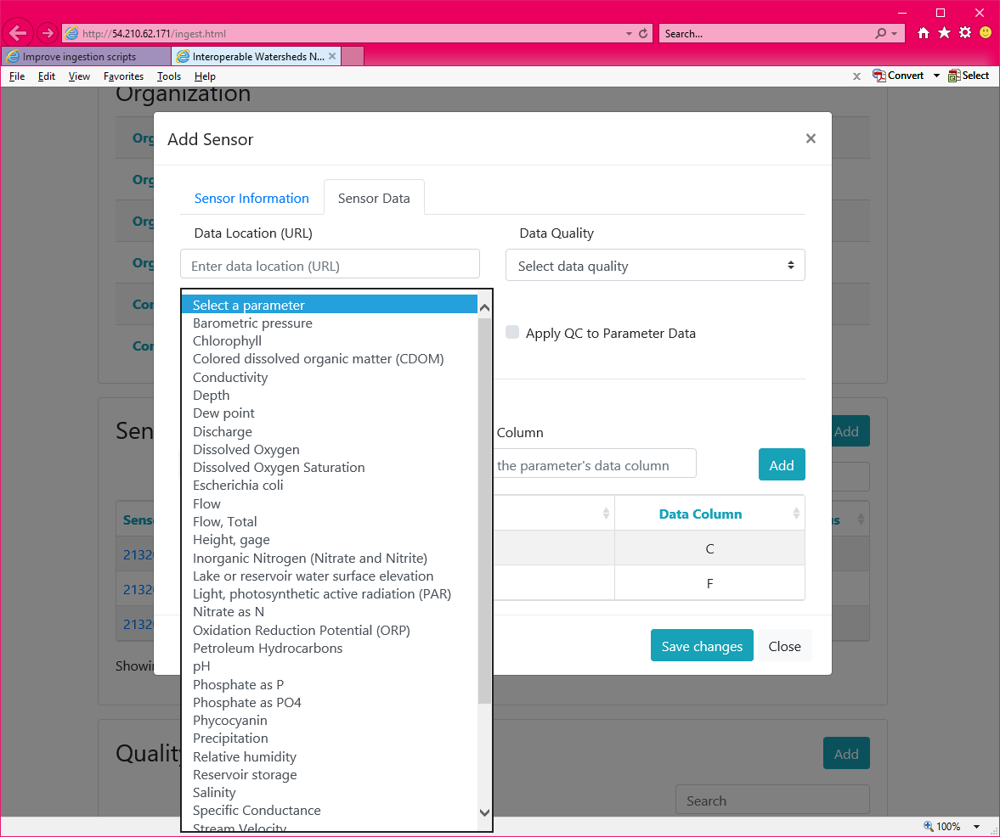 http://54.210.62.171/ingest.html
Search...
Improve ingestion scripts
Interoperable Watersheds N...
File Edit View Favorites Tools Help
x Convert Select
Organization
Add Sensor ×
Sensor Information Sensor Data
Data Location (URL) Data Quality
Enter data location (URL) Select data quality
Select a parameter
Barometric pressure
Apply QC to Parameter Data
Chlorophyll
Colored dissolved organic matter (CDOM)
Conductivity
Depth
Dew point
Discharge
Column
Dissolved Oxygen
Dissolved Oxygen Saturation
the parameter's data column Add
Escherichia coli
Flow
Flow, Total
Data Column
Height, gage
C
Inorganic Nitrogen (Nitrate and Nitrite)
Lake or reservoir water surface elevation
F
Light, photosynthetic active radiation (PAR)
Nitrate as N
Oxidation Reduction Potential (ORP)
Petroleum Hydrocarbons
Save changes Close
pH
Phosphate as P
Phosphate as PO4
Phycocyanin
Precipitation
Relative humidity
Reservoir storage
Salinity
Specific Conductance
Stream Velocity
Add
Add
Search
100%